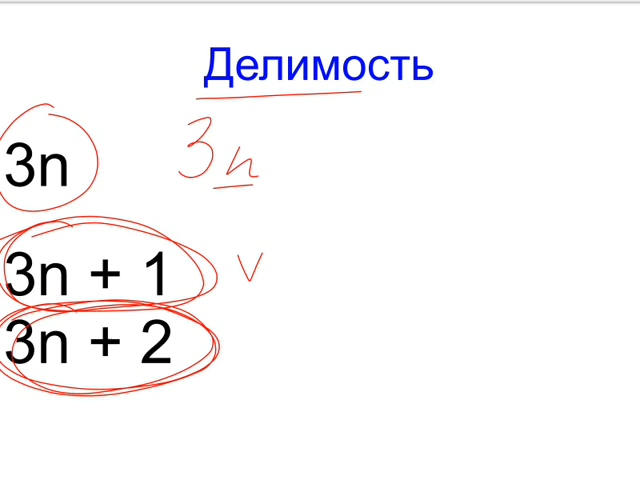 Делимость
3n
3n
3n + 1 v
3n + 2